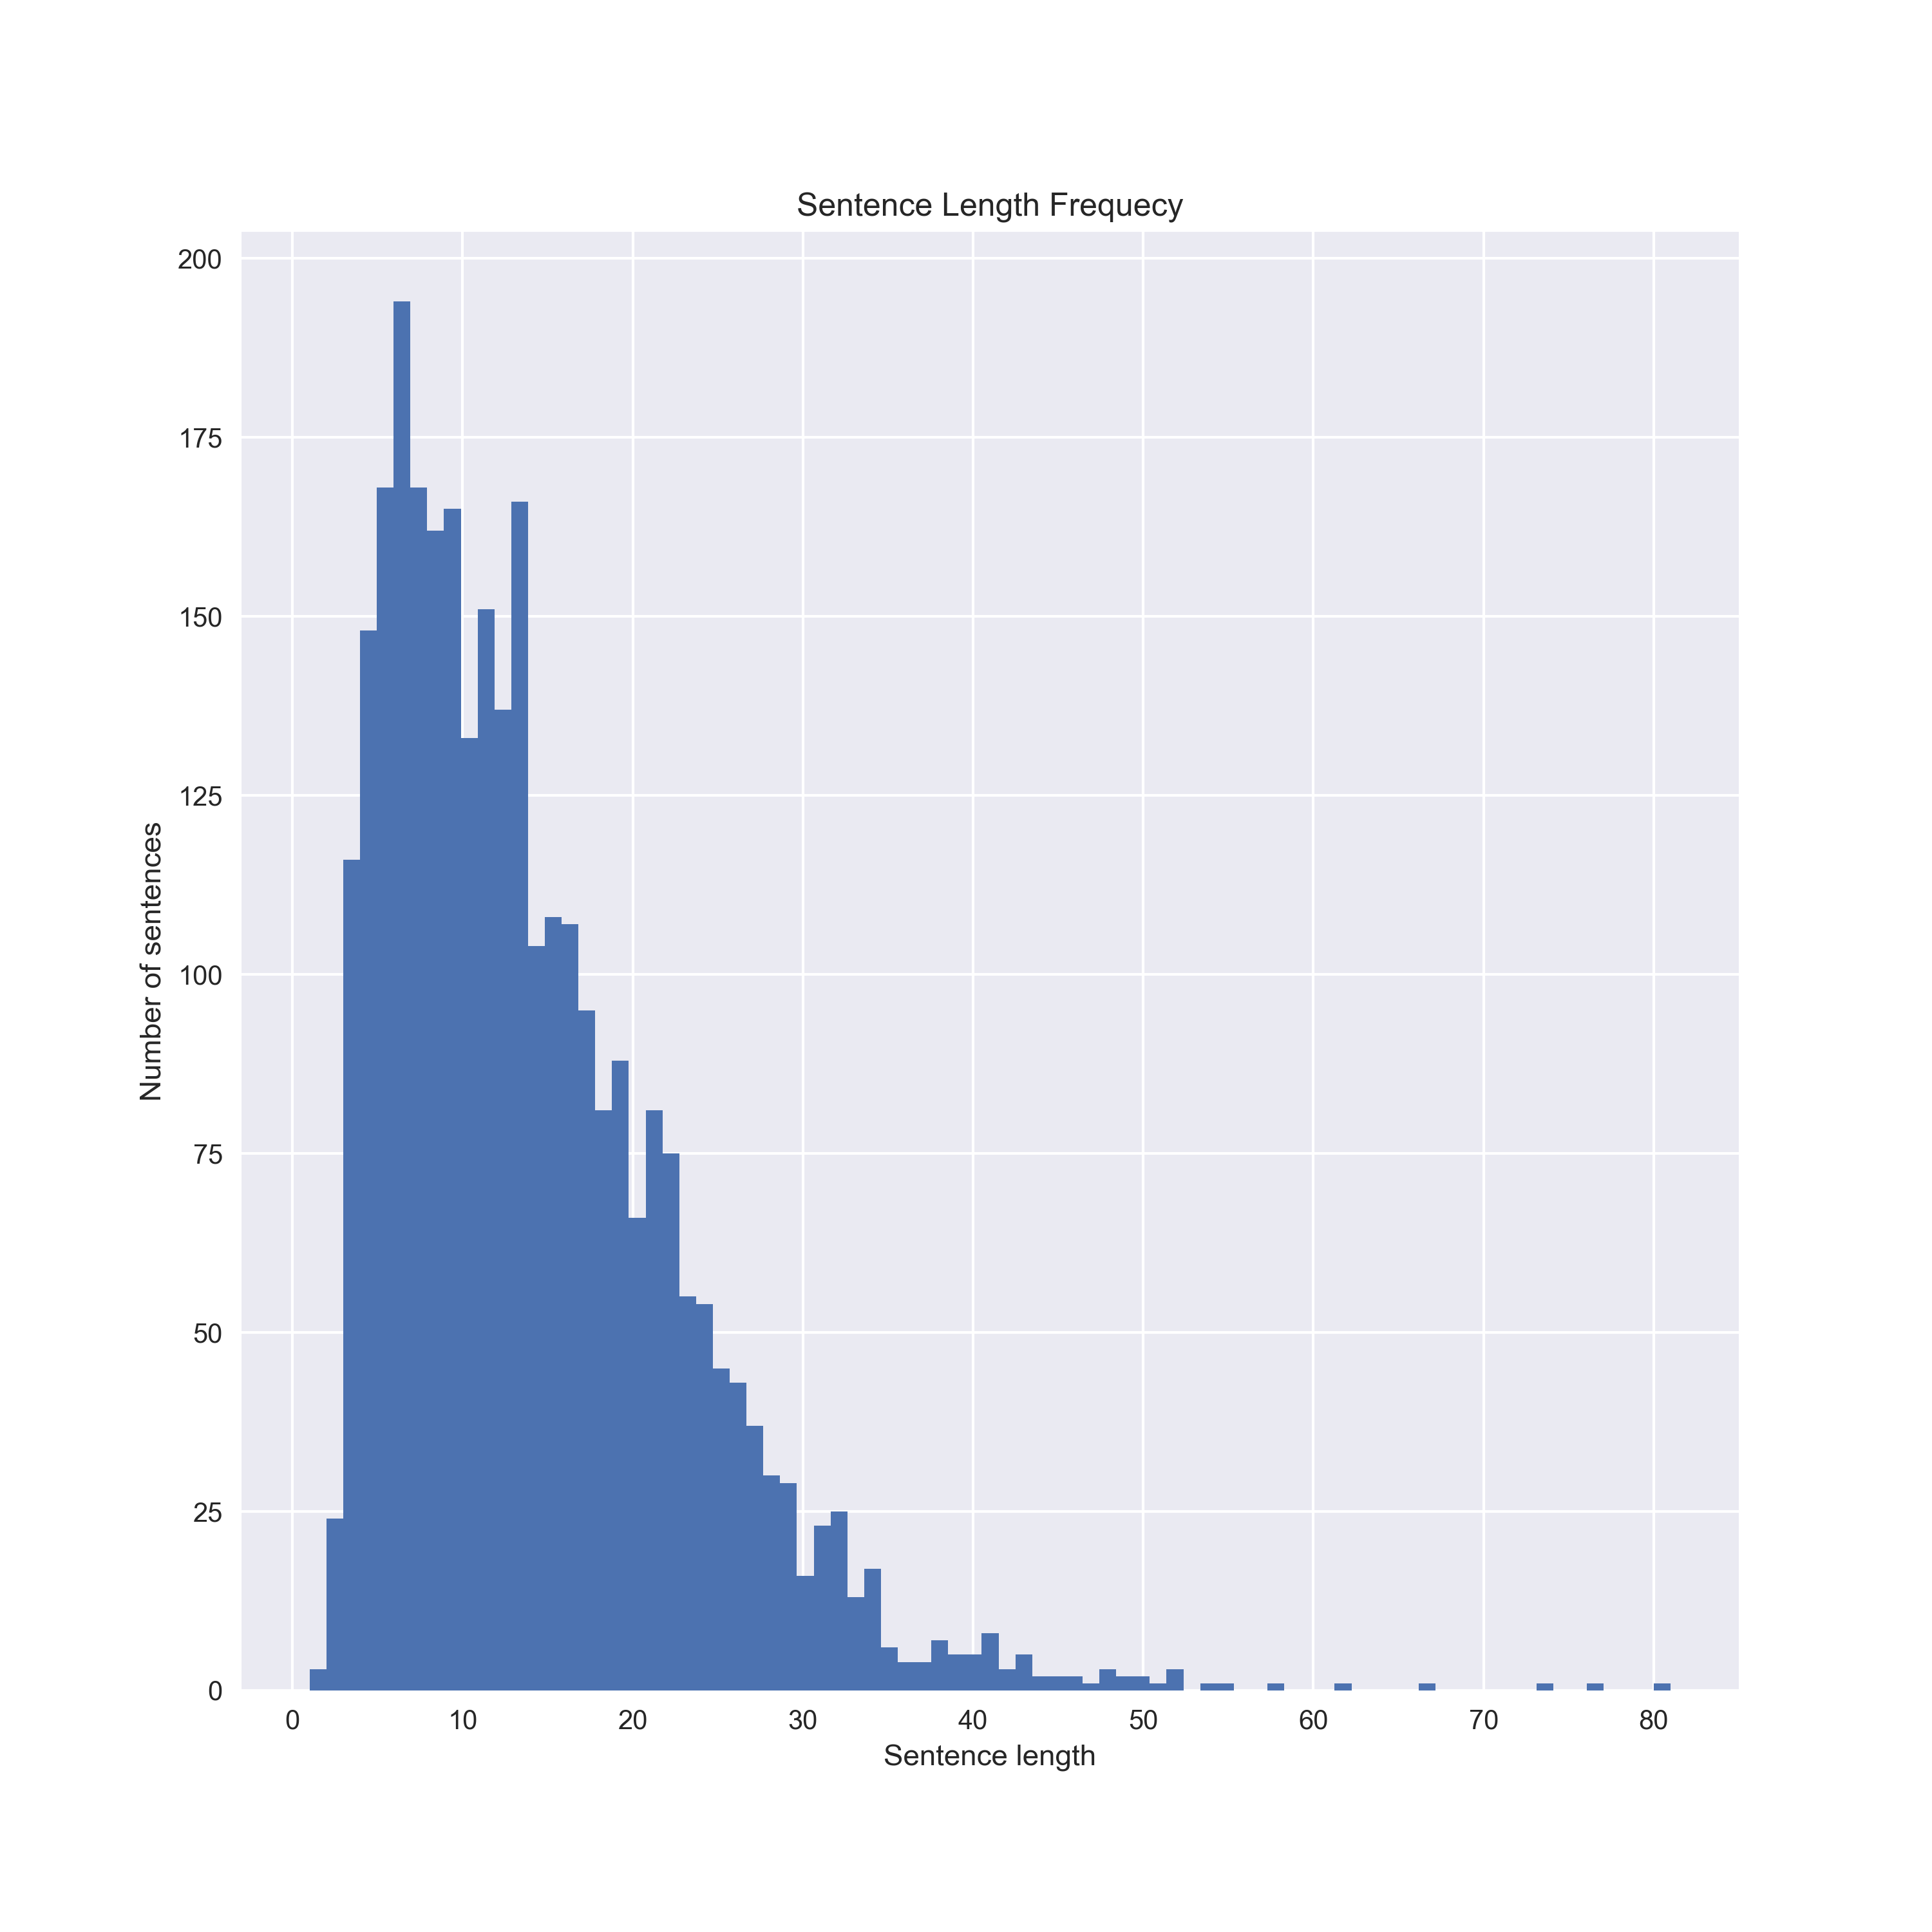 Sentence Length Frequecy
200
175
150
125
100
75
50
25
0
Number of sentences
0 10 20 30 40 50 60 70 80
Sentence length